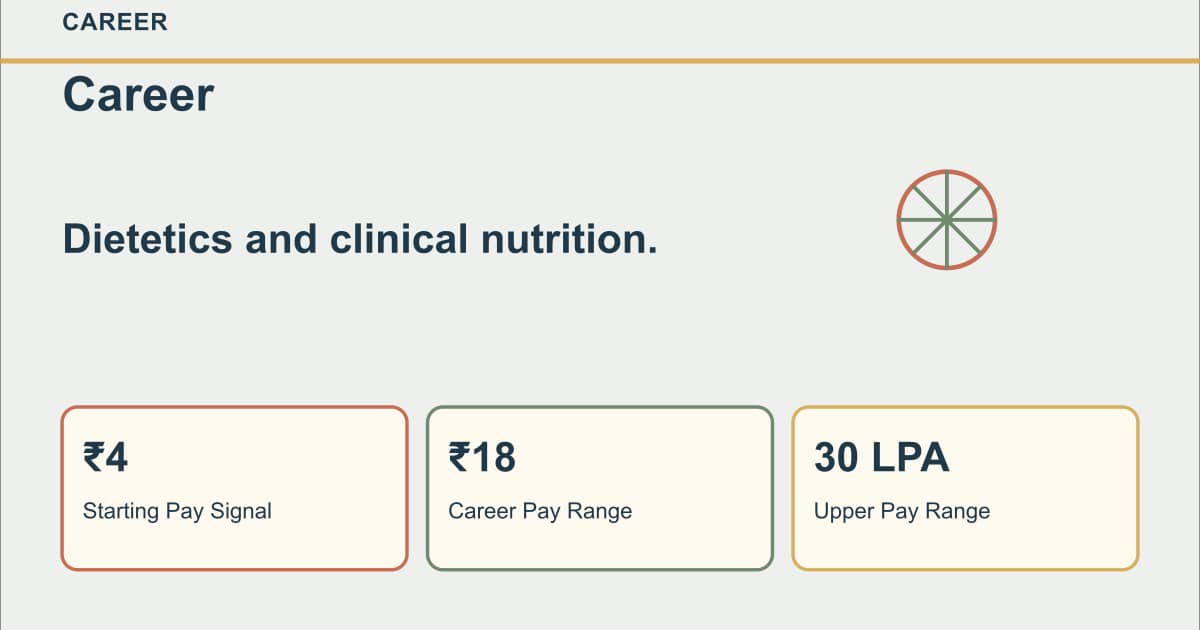 CAREER
Career
Dietetics and clinical nutrition.
₹4
Starting Pay Signal
₹18
Career Pay Range
30 LPA
Upper Pay Range